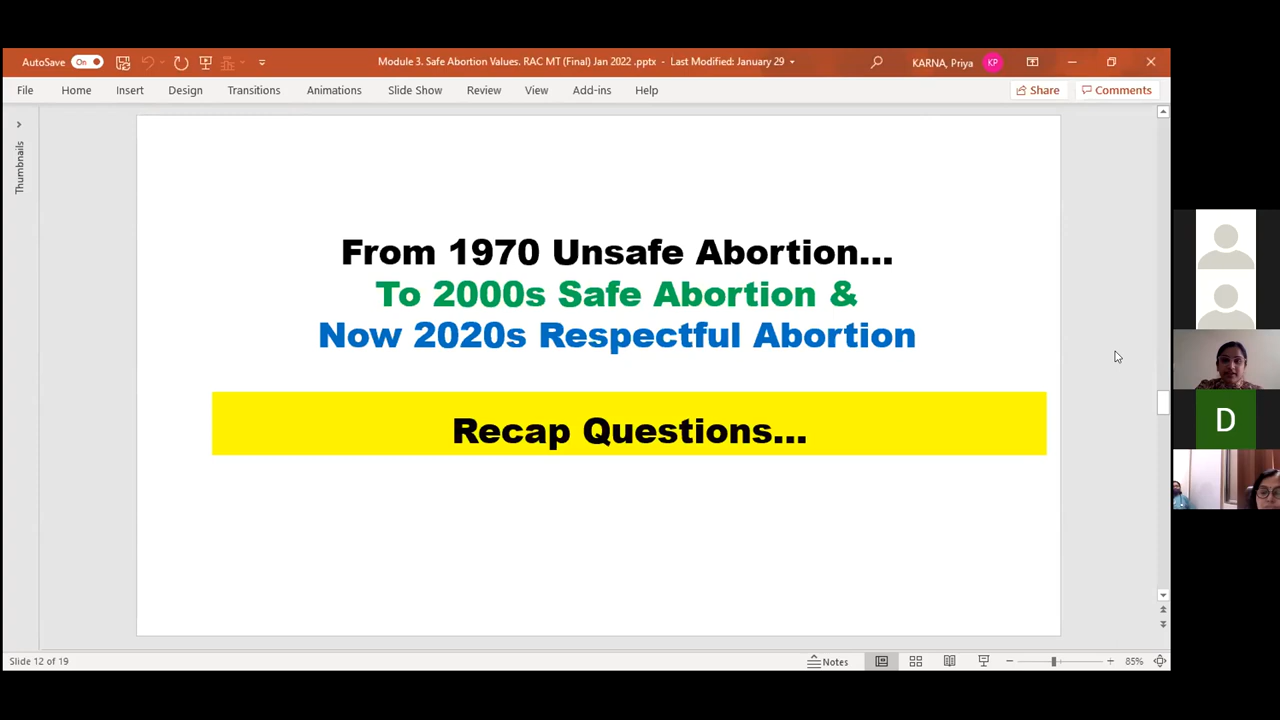 AutoSave On
Module 3. Safe Abortion Values. RAC MT (Final) Jan 2022 .pptx - Last Modified: January 29
KARNA, Priya KP
File Home Insert Design Transitions Animations Slide Show Review View Add-ins Help Share Comments
Thumbnails
From 1970 Unsafe Abortion...
To 2000s Safe Abortion &
Now 2020s Respectful Abortion
Recap Questions...
D
Slide 12 of 19 Notes 85%